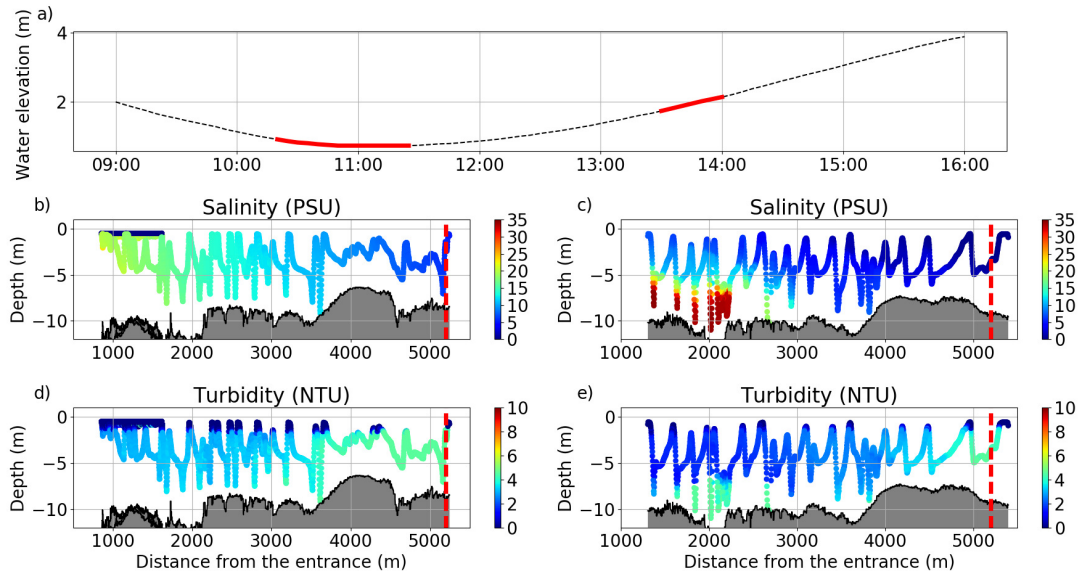 a)
Water elevation (m)
4
2
09:00 10:00 11:00 12:00 13:00 14:00 15:00 16:00
b) Salinity (PSU)
Depth (m)
0
−5
−10
1000 2000 3000 4000 5000
35
30
25
20
15
10
5
0
c) Salinity (PSU)
Depth (m)
0
−5
−10
1000 2000 3000 4000 5000
35
30
25
20
15
10
5
0
d) Turbidity (NTU)
Depth (m)
0
−5
−10
1000 2000 3000 4000 5000
Distance from the entrance (m)
10
8
6
4
2
0
e) Turbidity (NTU)
Depth (m)
0
−5
−10
1000 2000 3000 4000 5000
Distance from the entrance (m)
10
8
6
4
2
0